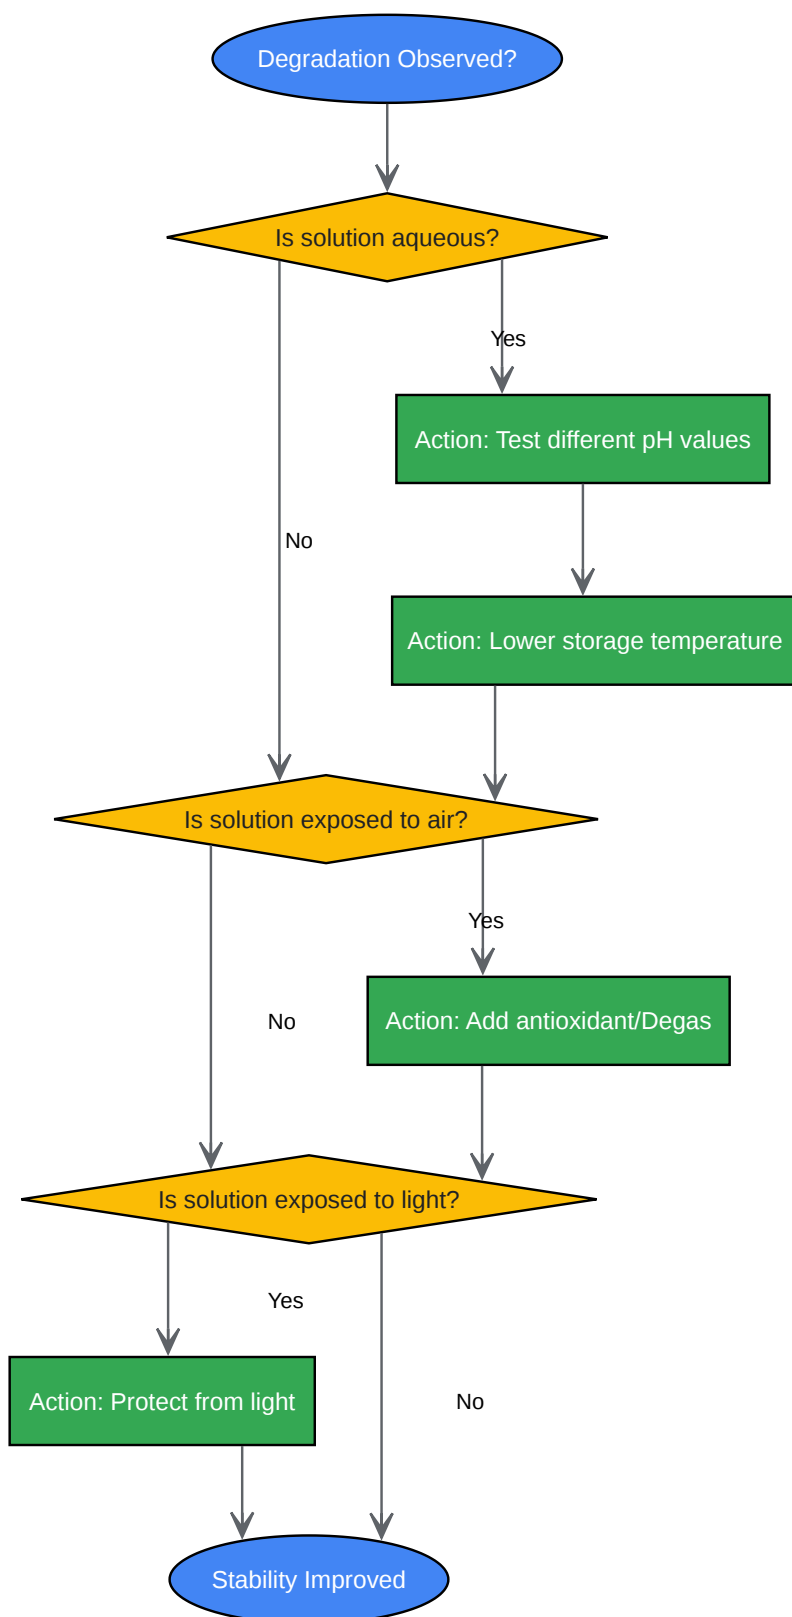 Degradation Observed?
Is solution aqueous?
Yes
Action: Test different pH values
No
Action: Lower storage temperature
Is solution exposed to air?
Yes
No
Action: Add antioxidant/Degas
Is solution exposed to light?
Yes
Action: Protect from light
No
Stability Improved